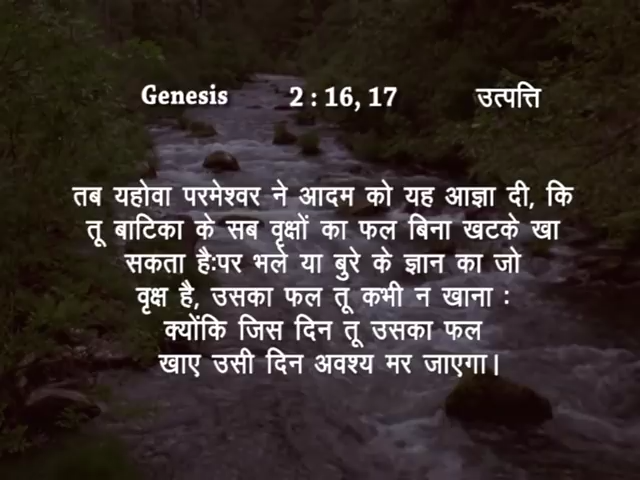 Genesis 2 : 16, 17 उत्पत्ति
तब यहोवा परमेश्वर ने आदम को यह आज्ञा दी, कि
तू बाटिका के सब वृक्षों का फल बिना खटके खा
सकता है:पर भले या बुरे के ज्ञान का जो
वृक्ष है, उसका फल तू कभी न खाना :
क्योंकि जिस दिन तू उसका फल
खाए उसी दिन अवश्य मर जाएगा।